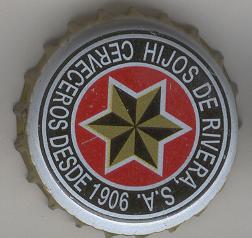 HIJOS DE RIVERA, S.A. CERVECEROS DESDE 1906